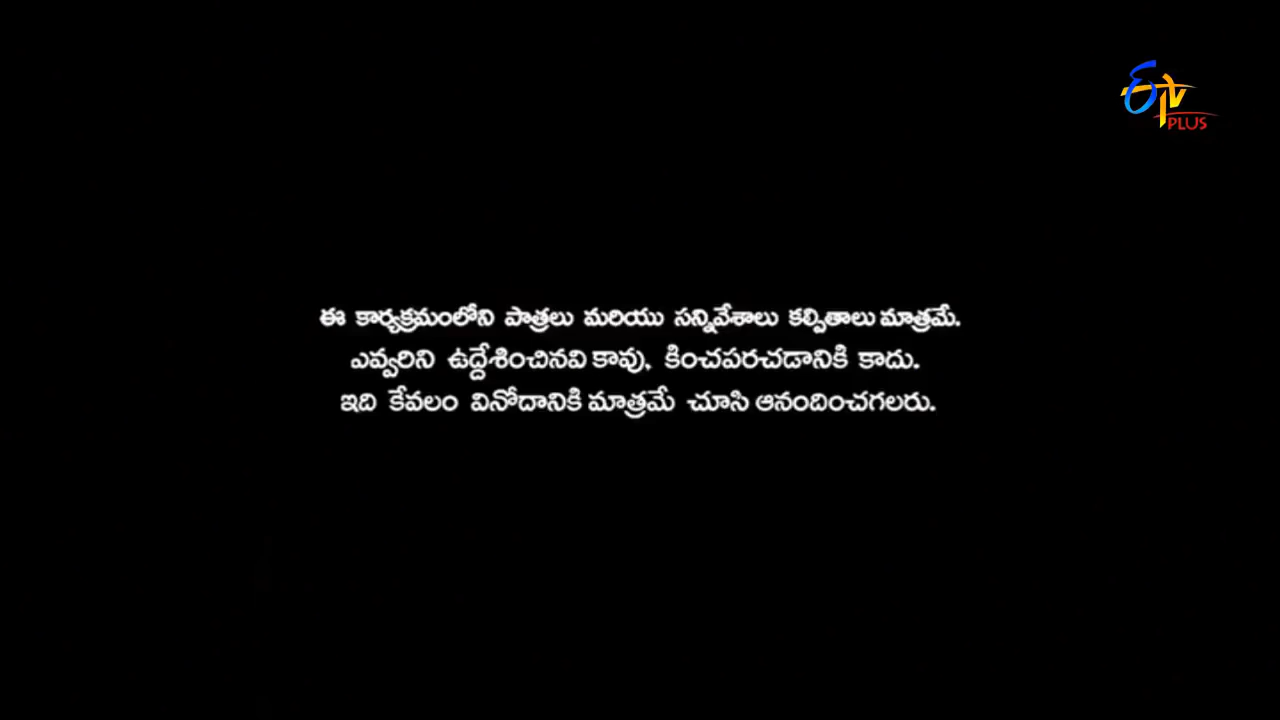 ETV
PLUS
ఈ కార్యక్రమంలోని పాత్రలు మరియు సన్నివేశాలు కల్పితాలు మాత్రమే.
ఎవ్వరిని ఉద్దేశించినవి కావు. కించపరచడానికి కాదు.
ఇది కేవలం వినోదానికి మాత్రమే చూసి ఆనందించగలరు.